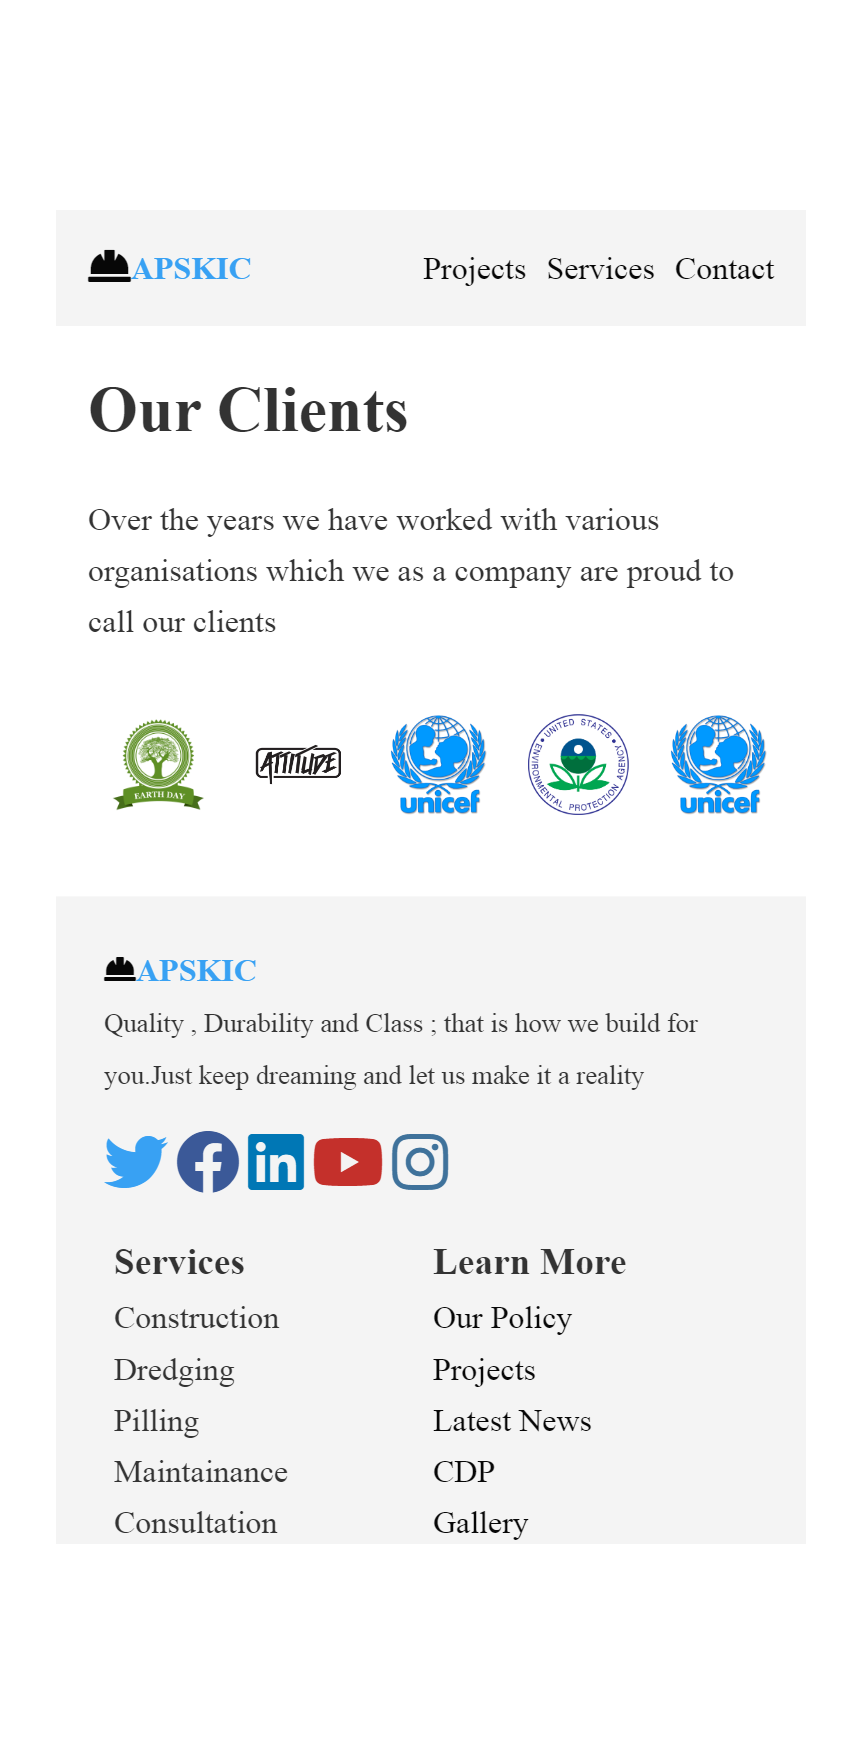 APSKIC
Projects Services Contact
Our Clients
Over the years we have worked with various
organisations which we as a company are proud to
call our clients
EARTH DAY
ATTITUDE
unicef
UNITED STATES
ENVIRONMENTAL PROTECTION AGENCY
unicef
APSKIC
Quality , Durability and Class ; that is how we build for
you.Just keep dreaming and let us make it a reality
in
Services
Construction
Dredging
Pilling
Maintainance
Consultation
Learn More
Our Policy
Projects
Latest News
CDP
Gallery